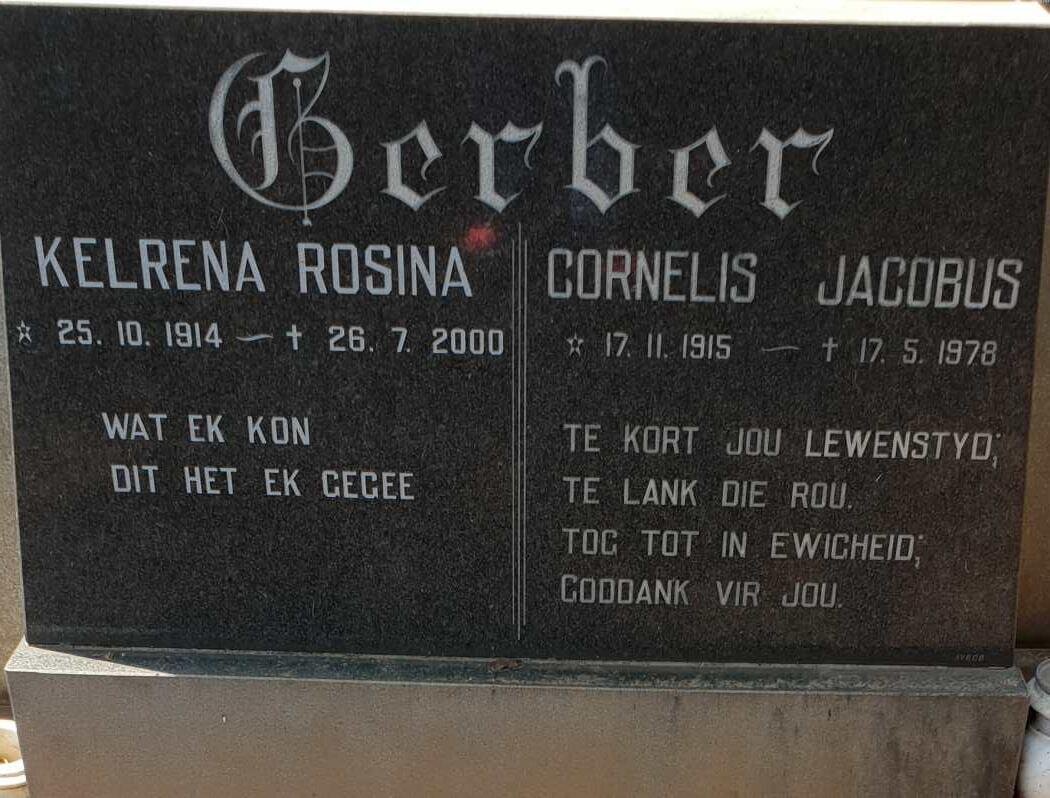 Gerber
KELRENA ROSINA
☆ 25. 10. 1914 — † 26. 7. 2000
WAT EK KON
DIT HET EK GEGEE
CORNELIS JACOBUS
☆ 17. 11. 1915 — † 17. 5. 1978
TE KORT JOU LEWENSTYD;
TE LANK DIE ROU.
TOG TOT IN EWIGHEID;
GODDANK VIR JOU.